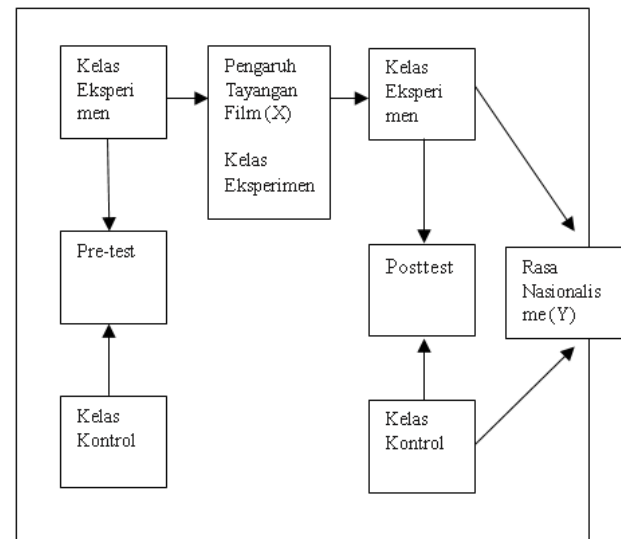 Kelas
Eksperi
men
Pengaruh
Tayangan
Film (X)
Kelas
Eksperimen
Kelas
Eksperi
men
Pre-test
Posttest
Rasa
Nasionalis
me (Y)
Kelas
Kontrol
Kelas
Kontrol